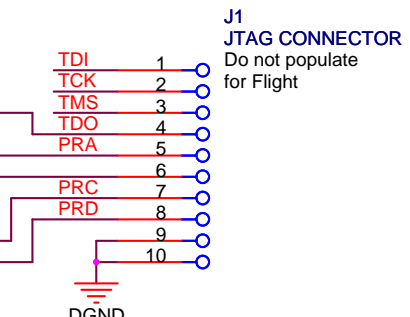 J1
JTAG CONNECTOR
Do not populate
for Flight
TDI 1
TCK 2
TMS 3
TDO 4
PRA 5
6
PRC 7
PRD 8
9
10
DGND